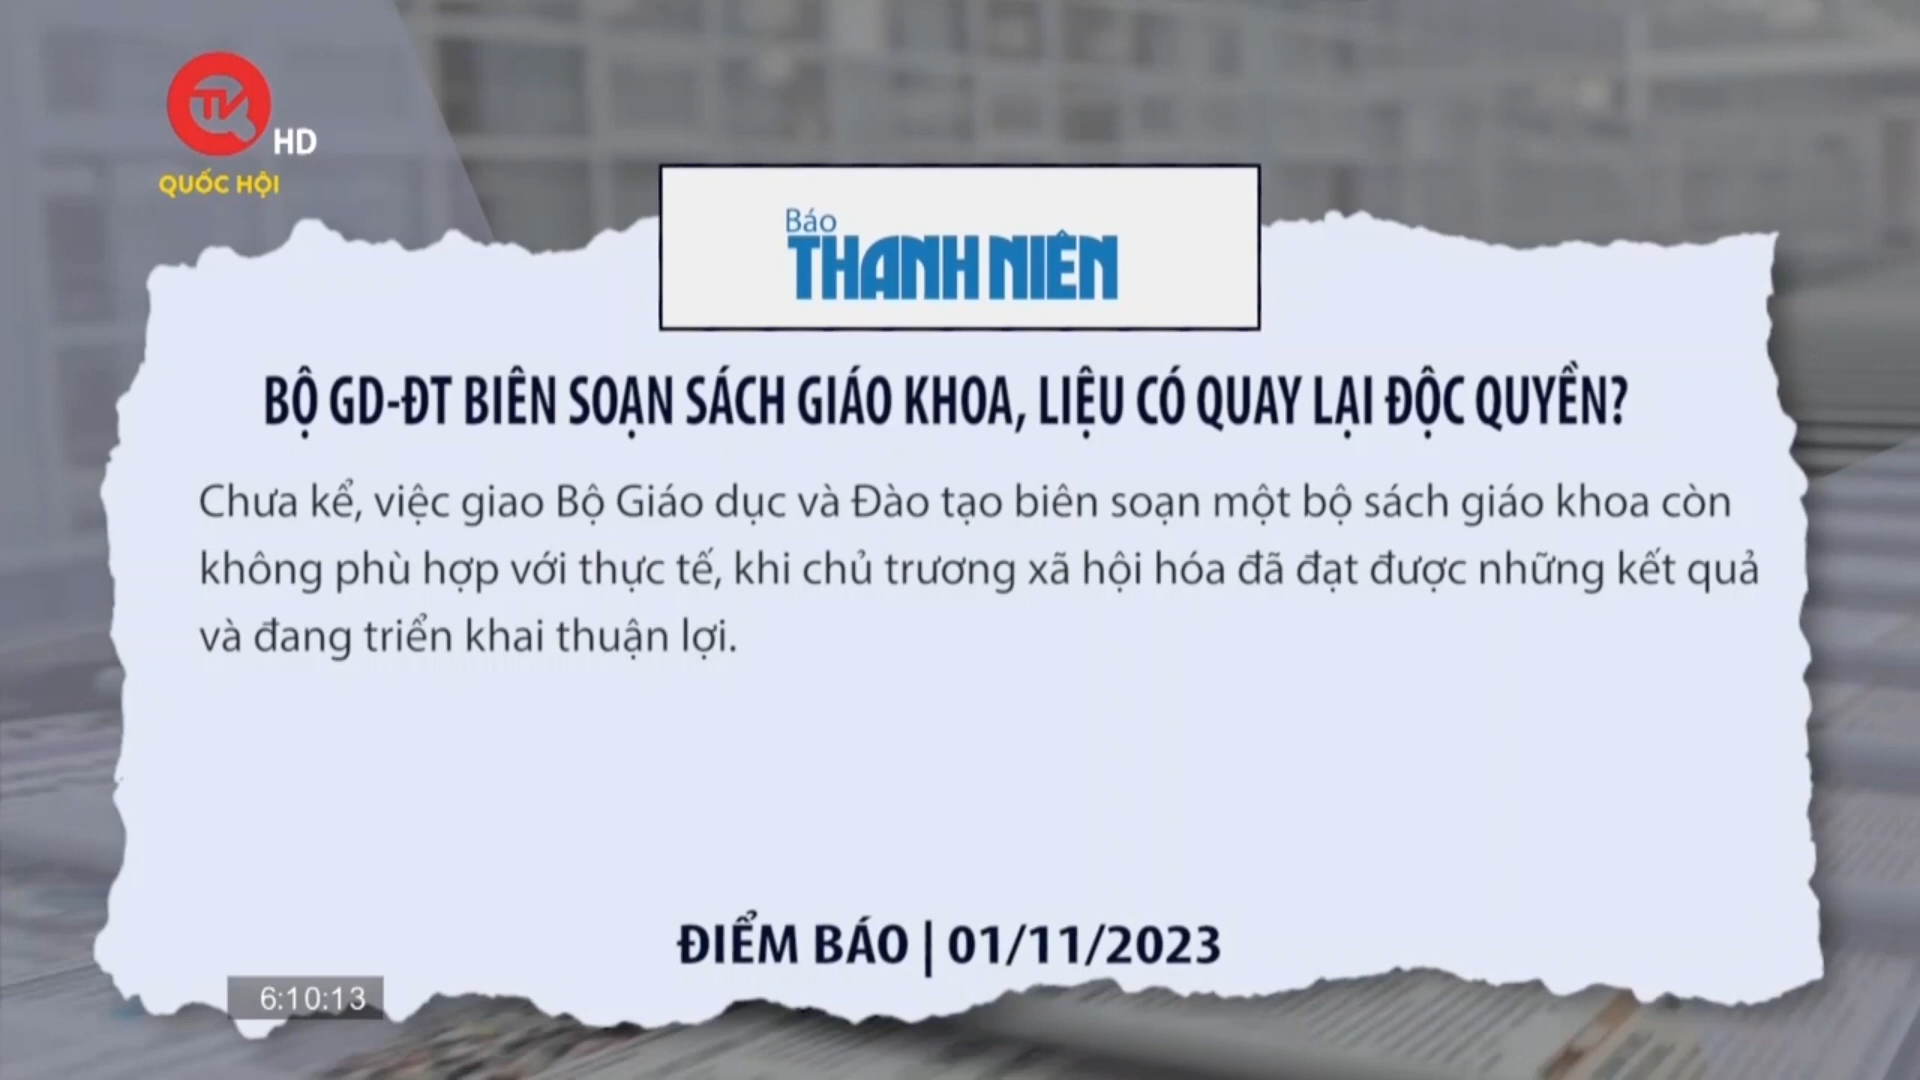 TV
HD
QUỐC HỘI
Báo
THANH NIÊN
BỘ GD-ĐT BIÊN SOẠN SÁCH GIÁO KHOA, LIỆU CÓ QUAY LẠI ĐỘC QUYỀN?
Chưa kể, việc giao Bộ Giáo dục và Đào tạo biên soạn một bộ sách giáo khoa còn
không phù hợp với thực tế, khi chủ trương xã hội hóa đã đạt được những kết quả
và đang triển khai thuận lợi.
ĐIỂM BÁO | 01/11/2023
6:10:13